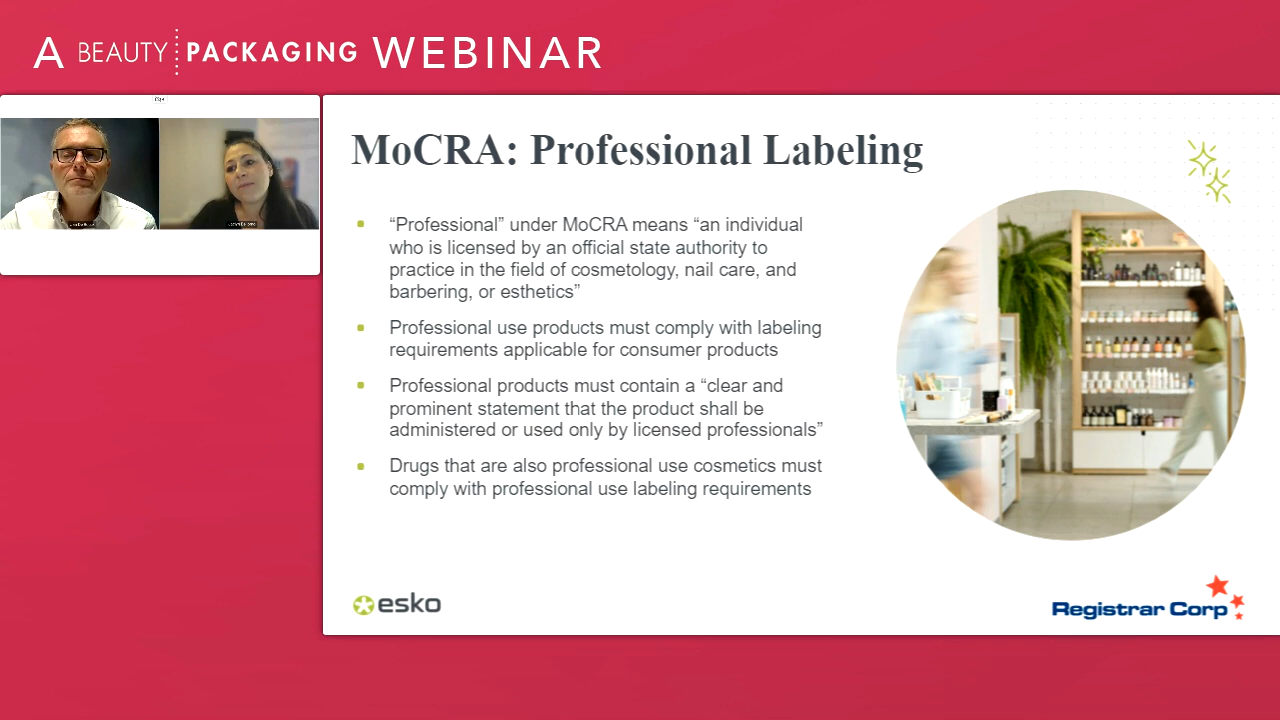 A BEAUTY PACKAGING WEBINAR
MoCRA: Professional Labeling
“Professional” under MoCRA means “an individual
who is licensed by an official state authority to
practice in the field of cosmetology, nail care, and
barbering, or esthetics”
Professional use products must comply with labeling
requirements applicable for consumer products
Professional products must contain a “clear and
prominent statement that the product shall be
administered or used only by licensed professionals”
Drugs that are also professional use cosmetics must
comply with professional use labeling requirements
esko
Registrar Corp